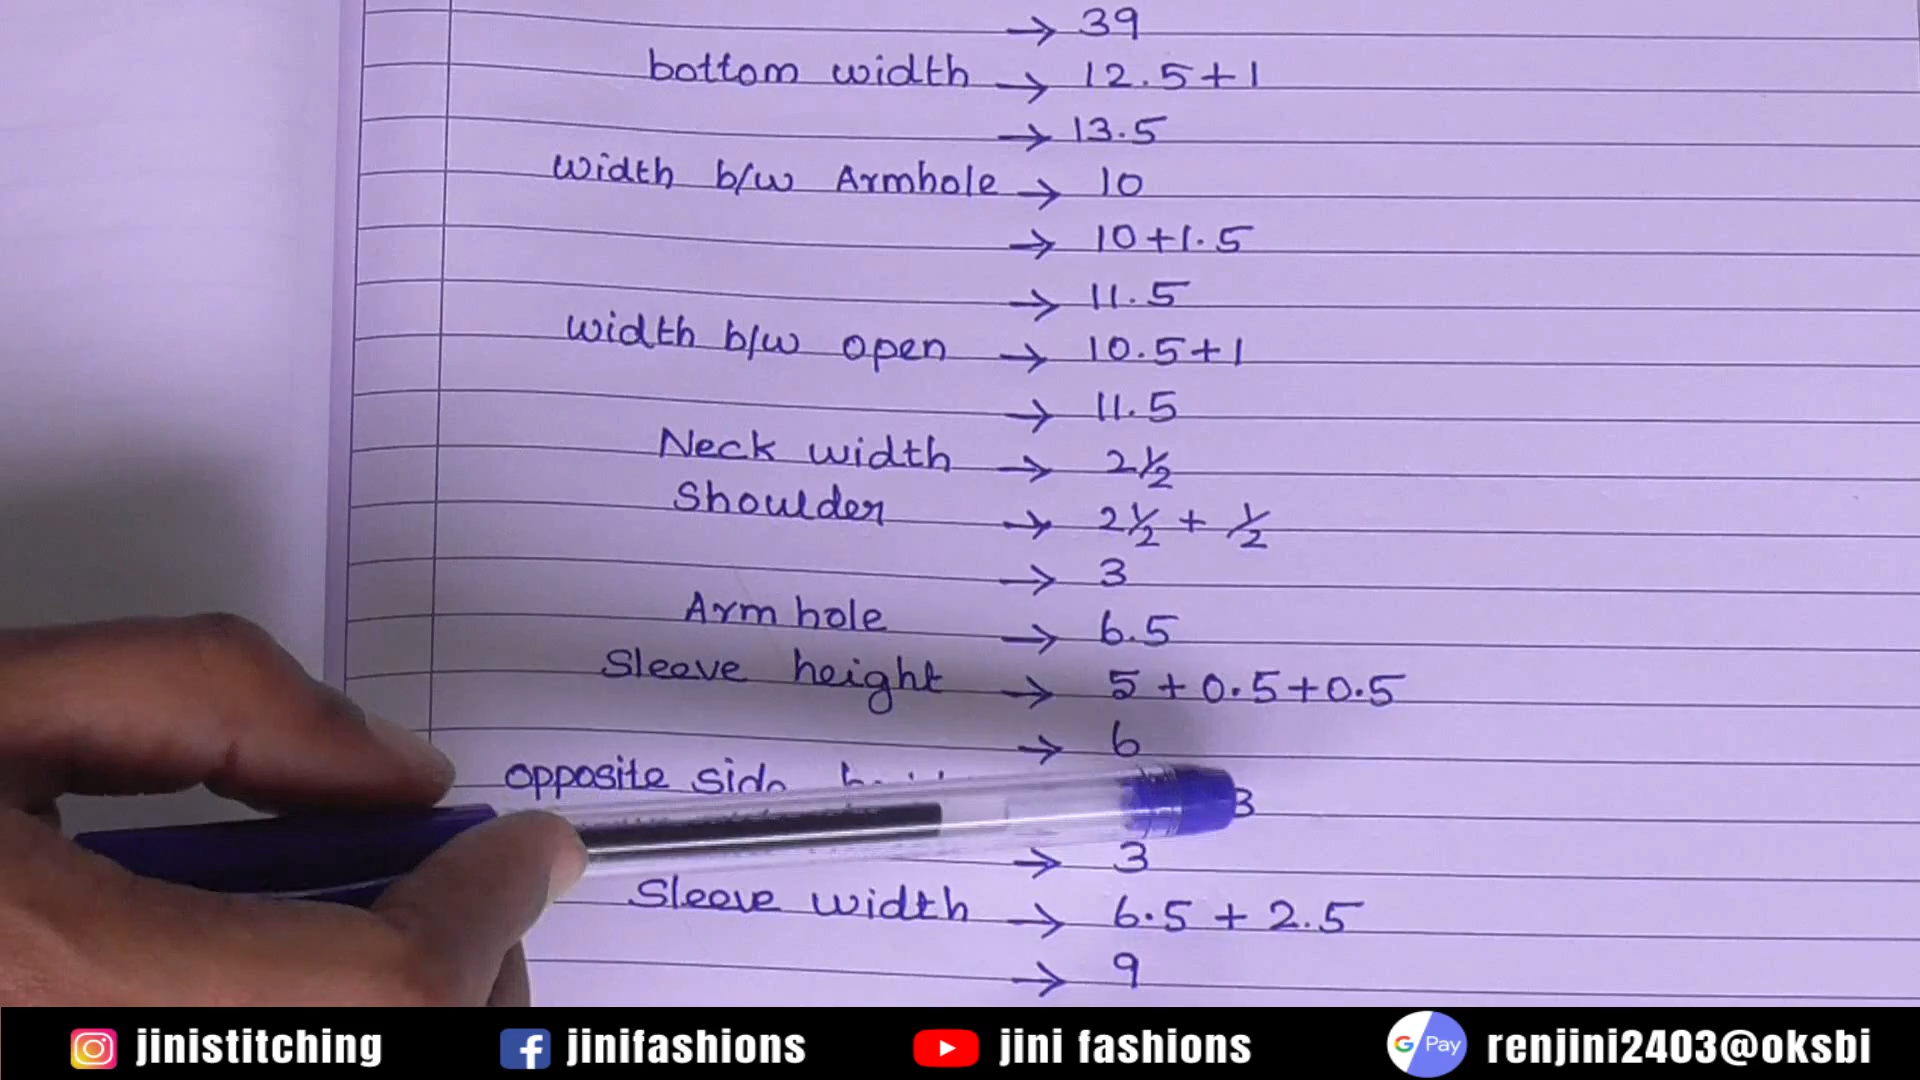 → 39
bottom width → 12.5+1
→ 13.5
width b/w Armhole → 10
→ 10+1.5
→ 11.5
width b/w open → 10.5+1
→ 11.5
Neck width → 2½
Shoulder → 2½ + ½
→ 3
Arm hole → 6.5
Sleeve height → 5 + 0.5+0.5
→ 6
opposite side 3
→ 3
Sleeve width → 6.5 + 2.5
→ 9
jinistitching jinifashions jini fashions G Pay renjini2403@oksbi